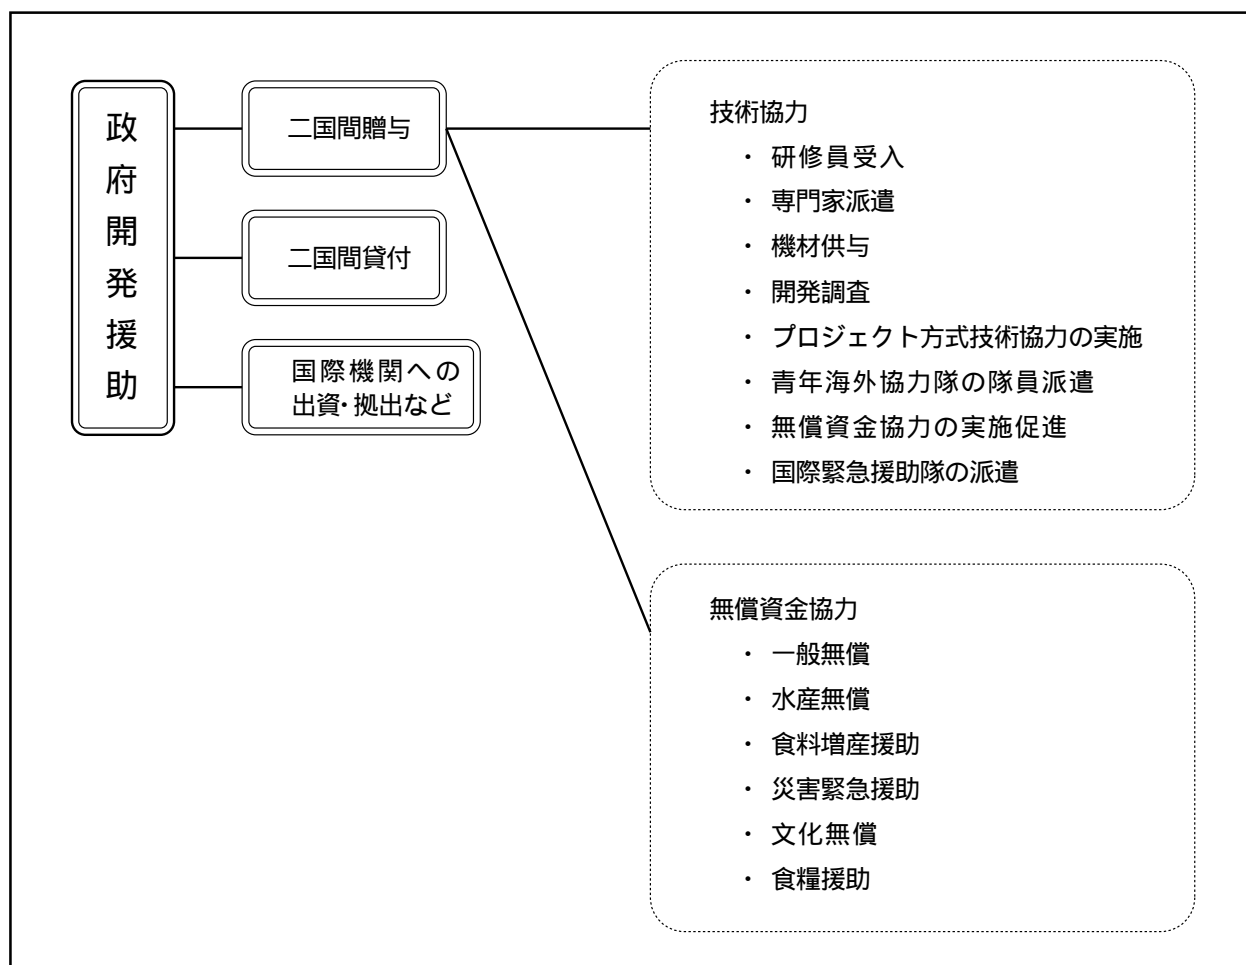 政府開発援助
二国間贈与
二国間貸付
国際機関への
出資・拠出など
技術協力
・ 研修員受入
・ 専門家派遣
・ 機材供与
・ 開発調査
・ プロジェクト方式技術協力の実施
・ 青年海外協力隊の隊員派遣
・ 無償資金協力の実施促進
・ 国際緊急援助隊の派遣
無償資金協力
・ 一般無償
・ 水産無償
・ 食料増産援助
・ 災害緊急援助
・ 文化無償
・ 食糧援助